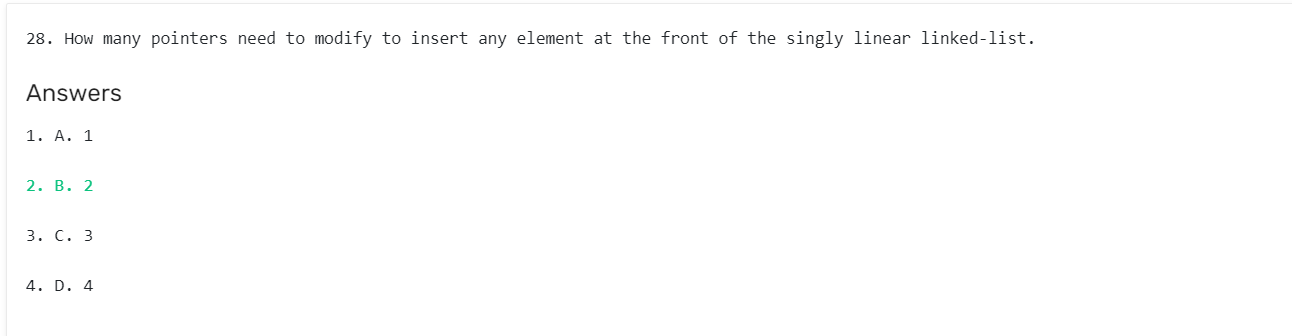 28. How many pointers need to modify to insert any element at the front of the singly linear linked-list.
Answers
1. A. 1
2. B. 2
3. C. 3
4. D. 4